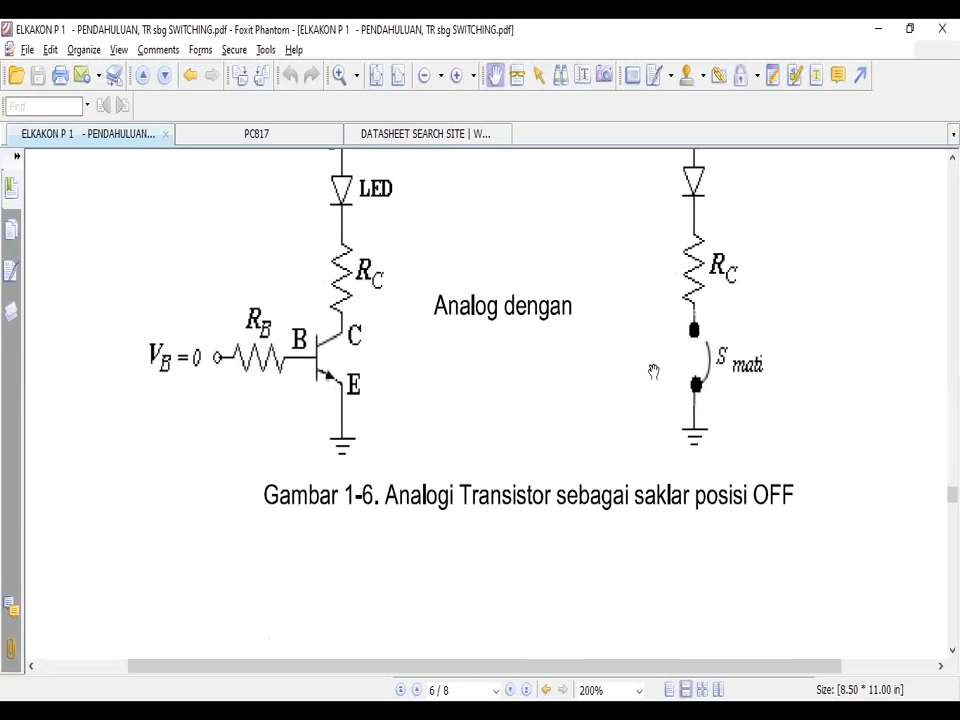 ELKAKON P 1 - PENDAHULUAN, TR sbg SWITCHING.pdf - Foxit Phantom - [ELKAKON P 1 - PENDAHULUAN, TR sbg SWITCHING.pdf]
File Edit Organize View Comments Forms Secure Tools Help
Find
ELKAKON P 1 - PENDAHULUAN... PC817 DATASHEET SEARCH SITE | W...
LED
R_C
R_C
Analog dengan
R_B
B C
V_B = 0
S mati
E
Gambar 1-6. Analogi Transistor sebagai saklar posisi OFF
6 / 8 200% Size: [8.50 * 11.00 in]